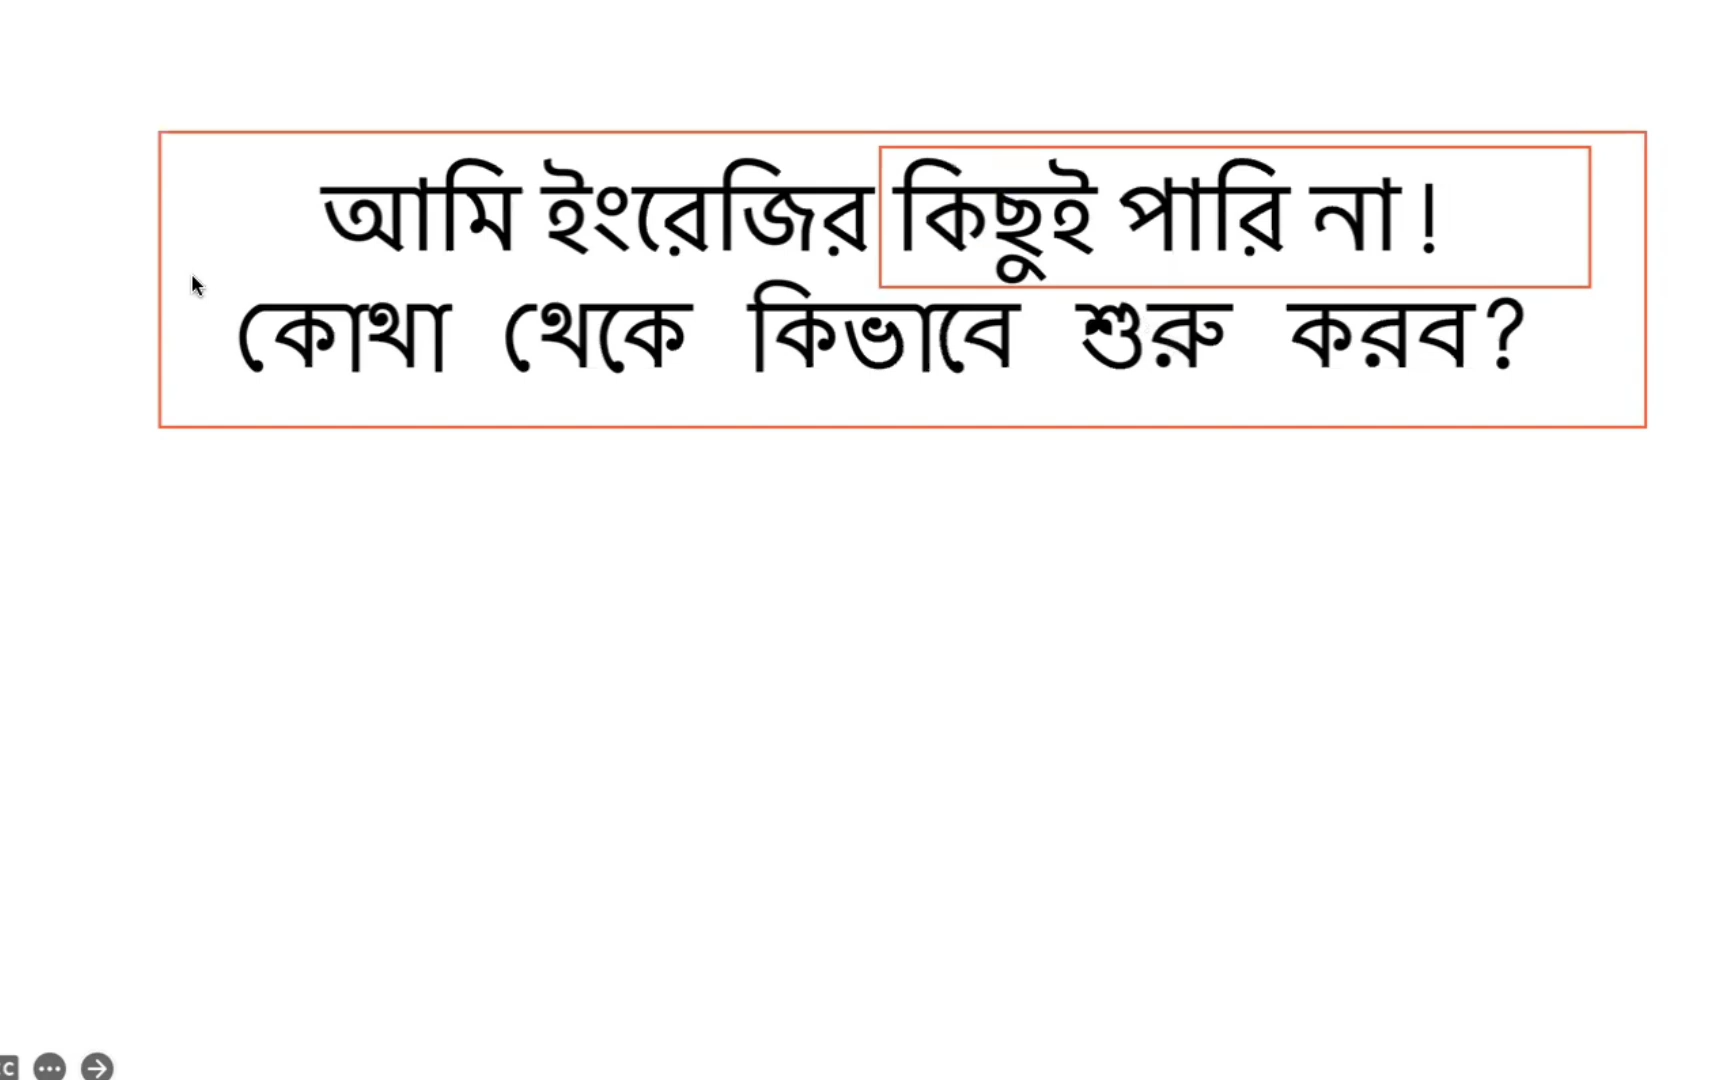 আমি ইংরেজির কিছুই পারি না!
কোথা থেকে কিভাবে শুরু করব?